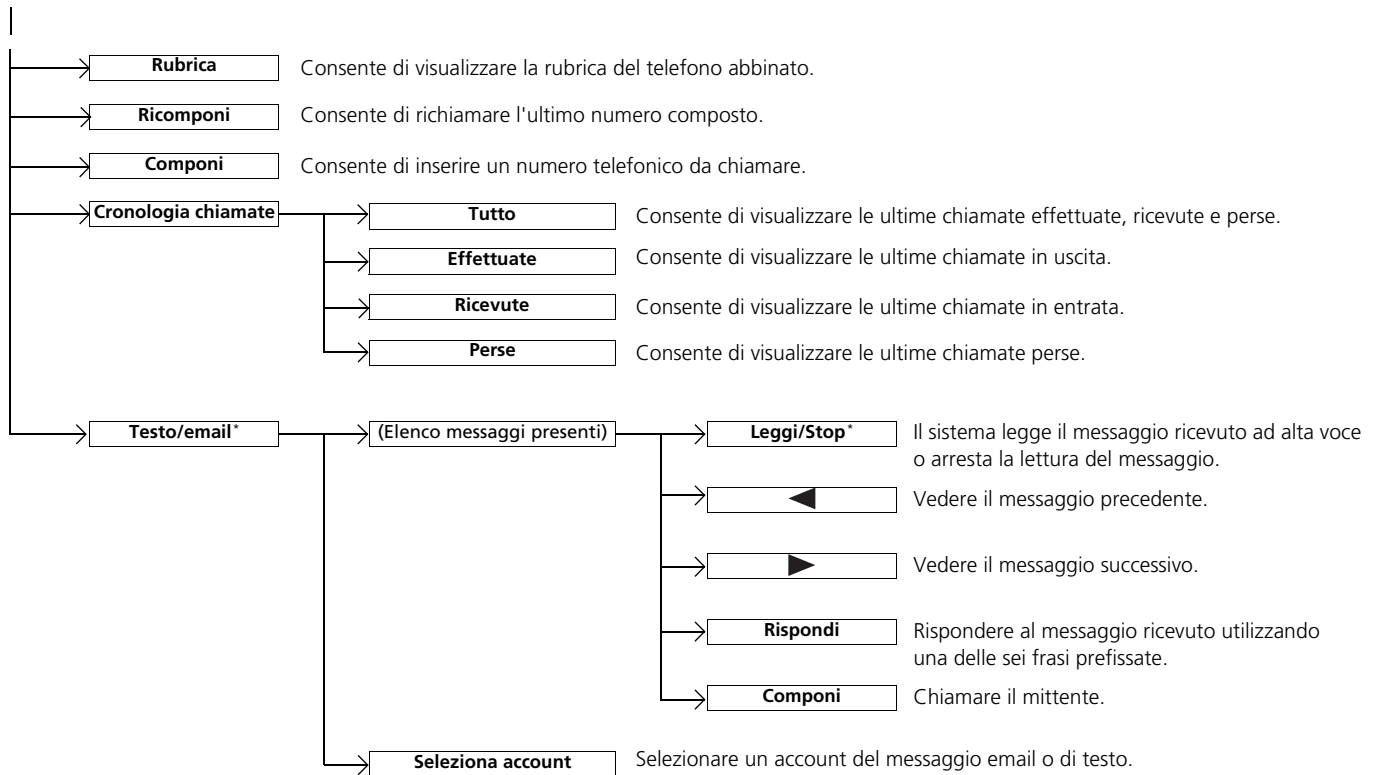 Rubrica Consente di visualizzare la rubrica del telefono abbinato.
Ricomponi Consente di richiamare l'ultimo numero composto.
Componi Consente di inserire un numero telefonico da chiamare.
Cronologia chiamate Tutto Consente di visualizzare le ultime chiamate effettuate, ricevute e perse.
Effettuate Consente di visualizzare le ultime chiamate in uscita.
Ricevute Consente di visualizzare le ultime chiamate in entrata.
Perse Consente di visualizzare le ultime chiamate perse.
Testo/email* (Elenco messaggi presenti) Leggi/Stop* Il sistema legge il messaggio ricevuto ad alta voce
o arresta la lettura del messaggio.
Vedere il messaggio precedente.
Vedere il messaggio successivo.
Rispondi Rispondere al messaggio ricevuto utilizzando
una delle sei frasi prefissate.
Componi Chiamare il mittente.
Seleziona account Selezionare un account del messaggio email o di testo.